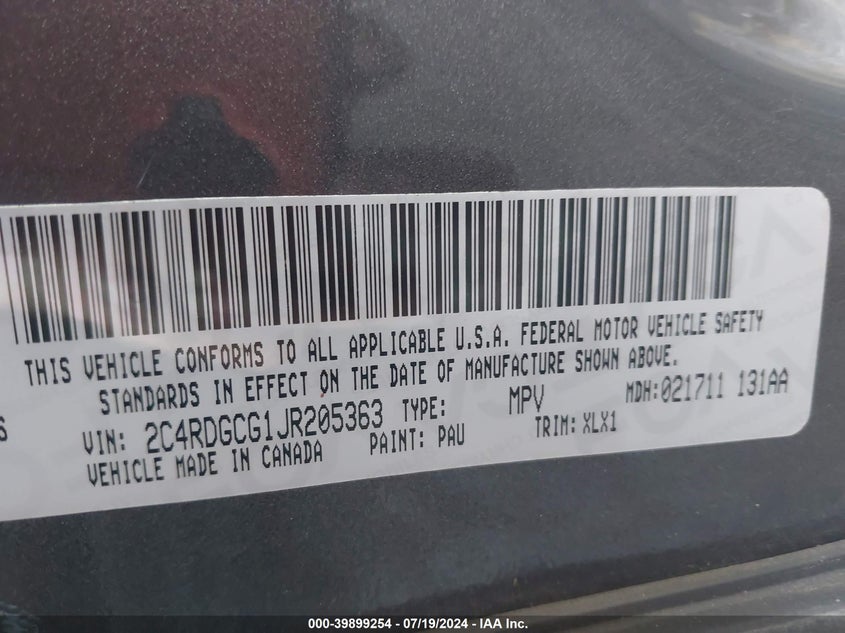 THIS VEHICLE CONFORMS TO ALL APPLICABLE U.S.A. FEDERAL MOTOR VEHICLE SAFETY
STANDARDS IN EFFECT ON THE DATE OF MANUFACTURE SHOWN ABOVE.
S VIN: 2C4RDGCG1JR205363 TYPE: MPV MDH:021711 131AA
VEHICLE MADE IN CANADA PAINT: PAU TRIM: XLX1
000-39899254 / 07/19/2024 - IAA Inc.